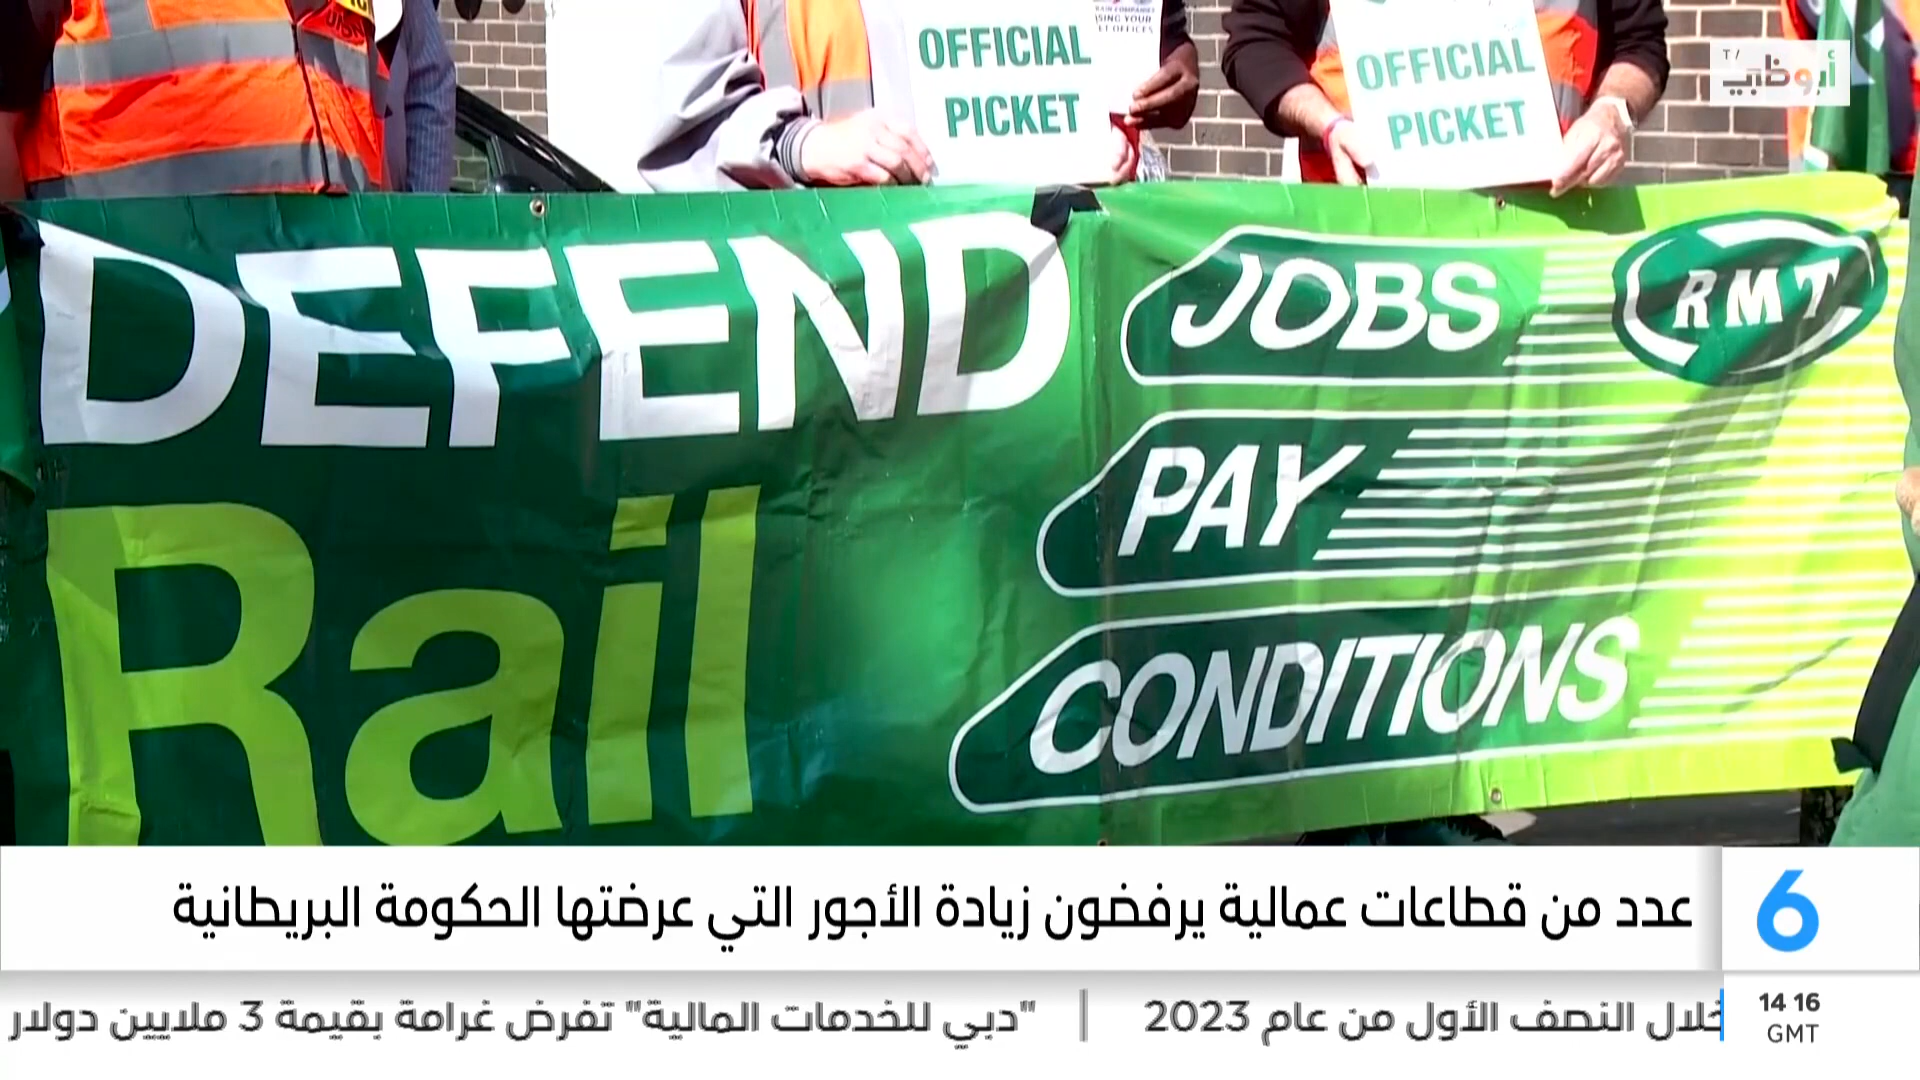 OFFICIAL
PICKET
OFFICIAL
PICKET
أبوظبي
TV
DEFEND
Rail
JOBS
PAY
CONDITIONS
RMT
عدد من قطاعات عمالية يرفضون زيادة الأجور التي عرضتها الحكومة البريطانية
6
خلال النصف الأول من عام 2023 | "دبي للخدمات المالية" تفرض غرامة بقيمة 3 ملايين دولار
14 16
GMT